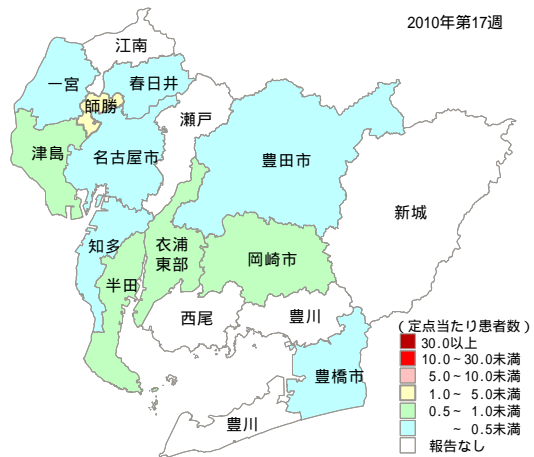 2010年第17週
江南
一宮
春日井
師勝
瀬戸
津島
名古屋市
豊田市
新城
知多
衣浦
東部
岡崎市
半田
西尾
豊川
豊橋市
豊川
(定点当たり患者数)
30.0以上
10.0~30.0未満
5.0~10.0未満
1.0~ 5.0未満
0.5~ 1.0未満
~ 0.5未満
報告なし